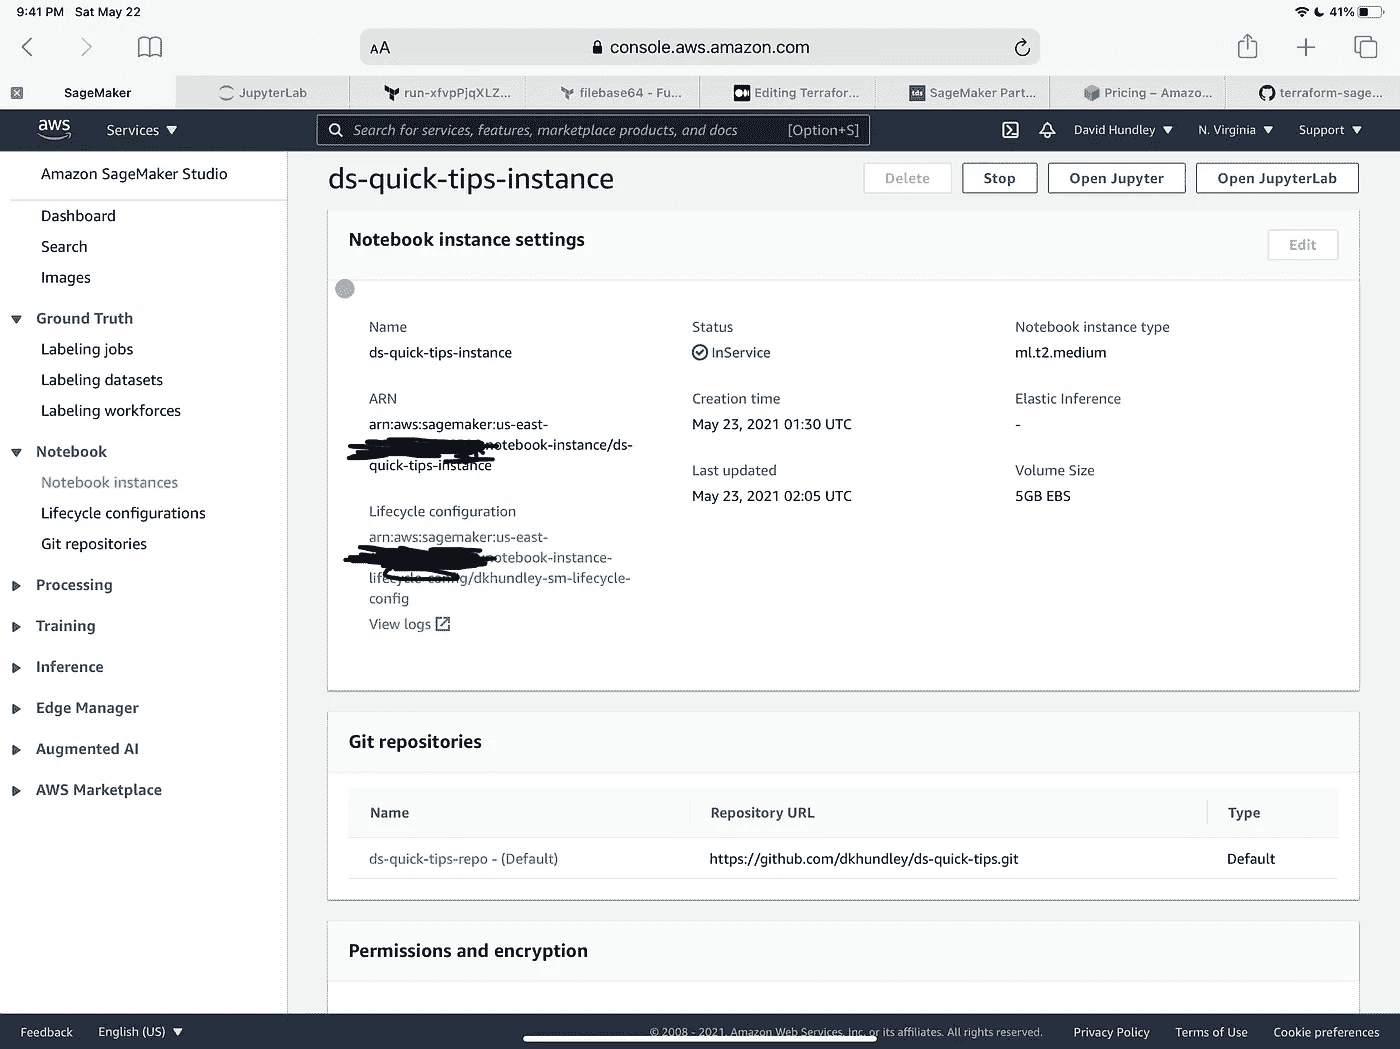 9:41 PM Sat May 22
41%
AA console.aws.amazon.com
SageMaker JupyterLab run-xfvpPjqXLZ... filebase64 - Fu... Editing Terrafor... SageMaker Part... Pricing – Amazo... terraform-sage...
aws Services Search for services, features, marketplace products, and docs [Option+S] David Hundley N. Virginia Support
Amazon SageMaker Studio
Dashboard
Search
Images
Ground Truth
Labeling jobs
Labeling datasets
Labeling workforces
Notebook
Notebook instances
Lifecycle configurations
Git repositories
Processing
Training
Inference
Edge Manager
Augmented AI
AWS Marketplace
ds-quick-tips-instance
Delete Stop Open Jupyter Open JupyterLab
Notebook instance settings
Edit
Name
ds-quick-tips-instance
ARN
arn:aws:sagemaker:us-east-
notebook-instance/ds-
quick-tips-instance
Lifecycle configuration
arn:aws:sagemaker:us-east-
notebook-instance-
lifecycle-config/dkhundley-sm-lifecycle-
config
View logs
Status
InService
Creation time
May 23, 2021 01:30 UTC
Last updated
May 23, 2021 02:05 UTC
Notebook instance type
ml.t2.medium
Elastic Inference
-
Volume Size
5GB EBS
Git repositories
Name Repository URL Type
ds-quick-tips-repo - (Default) https://github.com/dkhundley/ds-quick-tips.git Default
Permissions and encryption
Feedback English (US) © 2008 - 2021, Amazon Web Services, Inc. or its affiliates. All rights reserved. Privacy Policy Terms of Use Cookie preferences